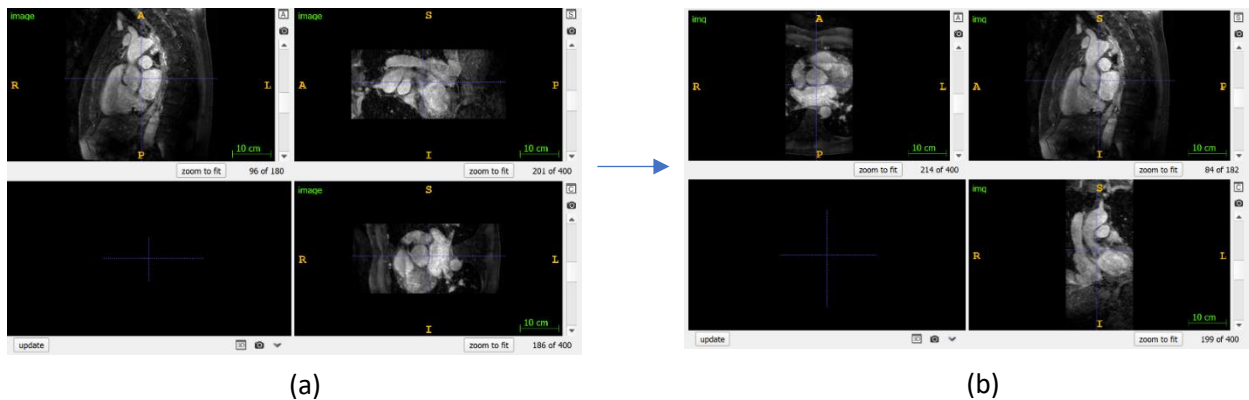 image A A
R L
P 10 cm
zoom to fit 96 of 180
image S S
A P
I 10 cm
zoom to fit 201 of 400
update 3D
image S C
R L
I 10 cm
zoom to fit 186 of 400
(a)
img A A
R L
P 10 cm
zoom to fit 214 of 400
img S S
A P
I 10 cm
zoom to fit 84 of 182
update 3D
img S C
R L
I 10 cm
zoom to fit 199 of 400
(b)